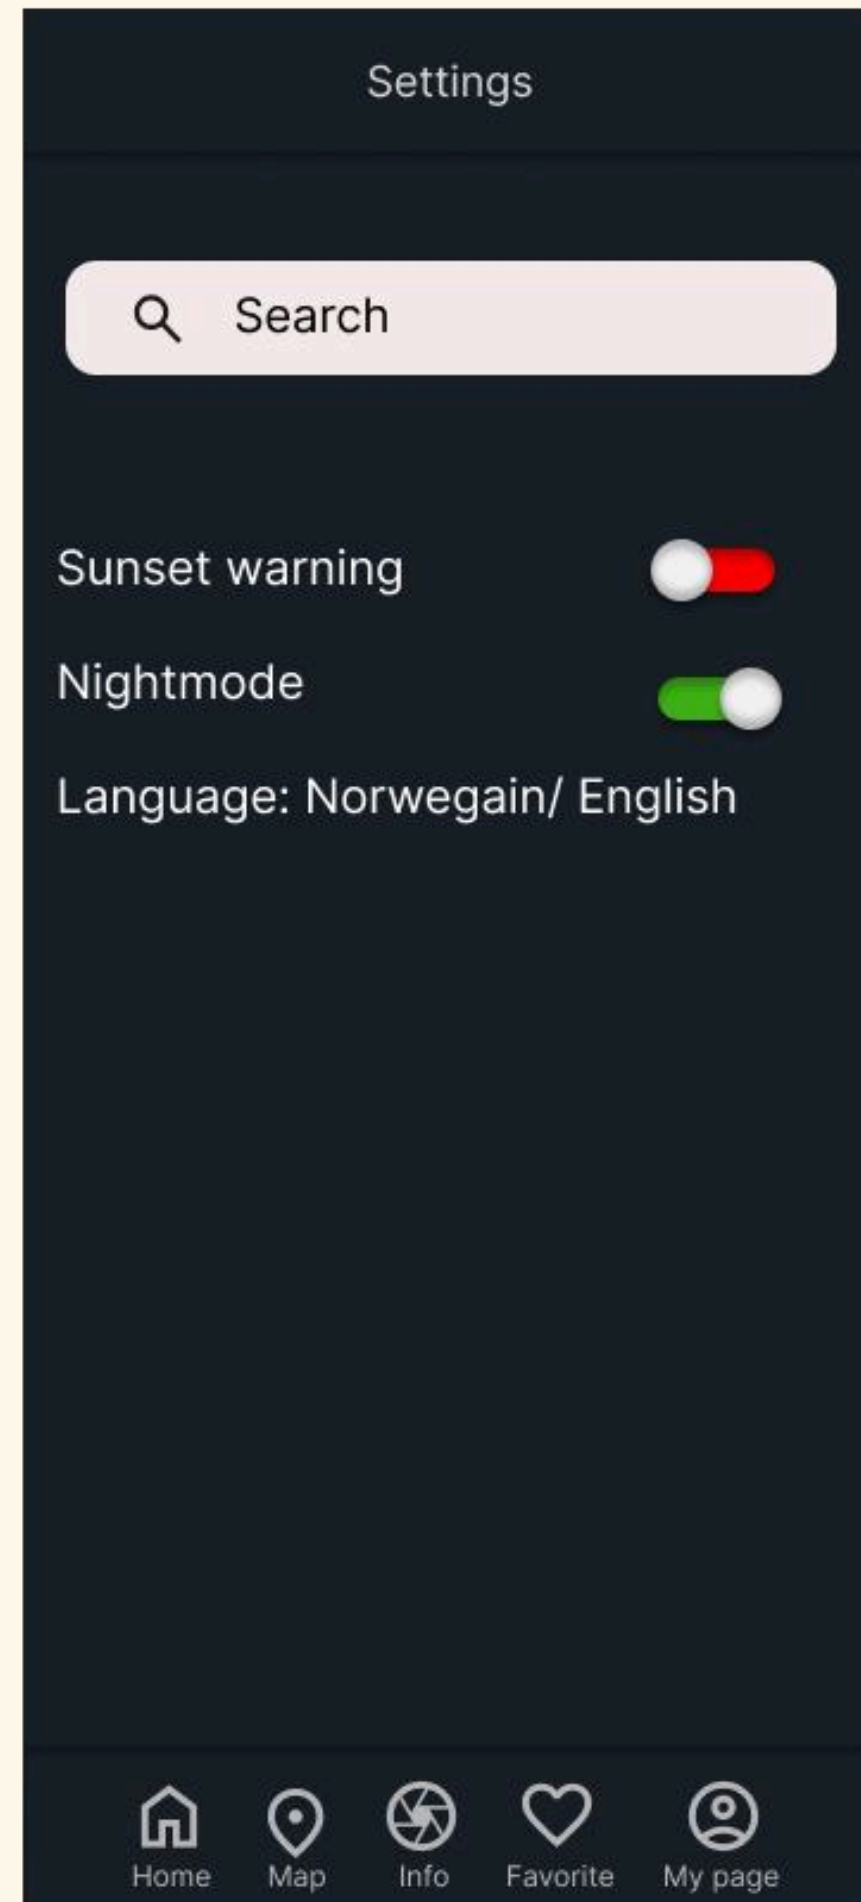 Settings
Search
Sunset warning
Nightmode
Language: Norwegain/ English
Home Map Info Favorite My page